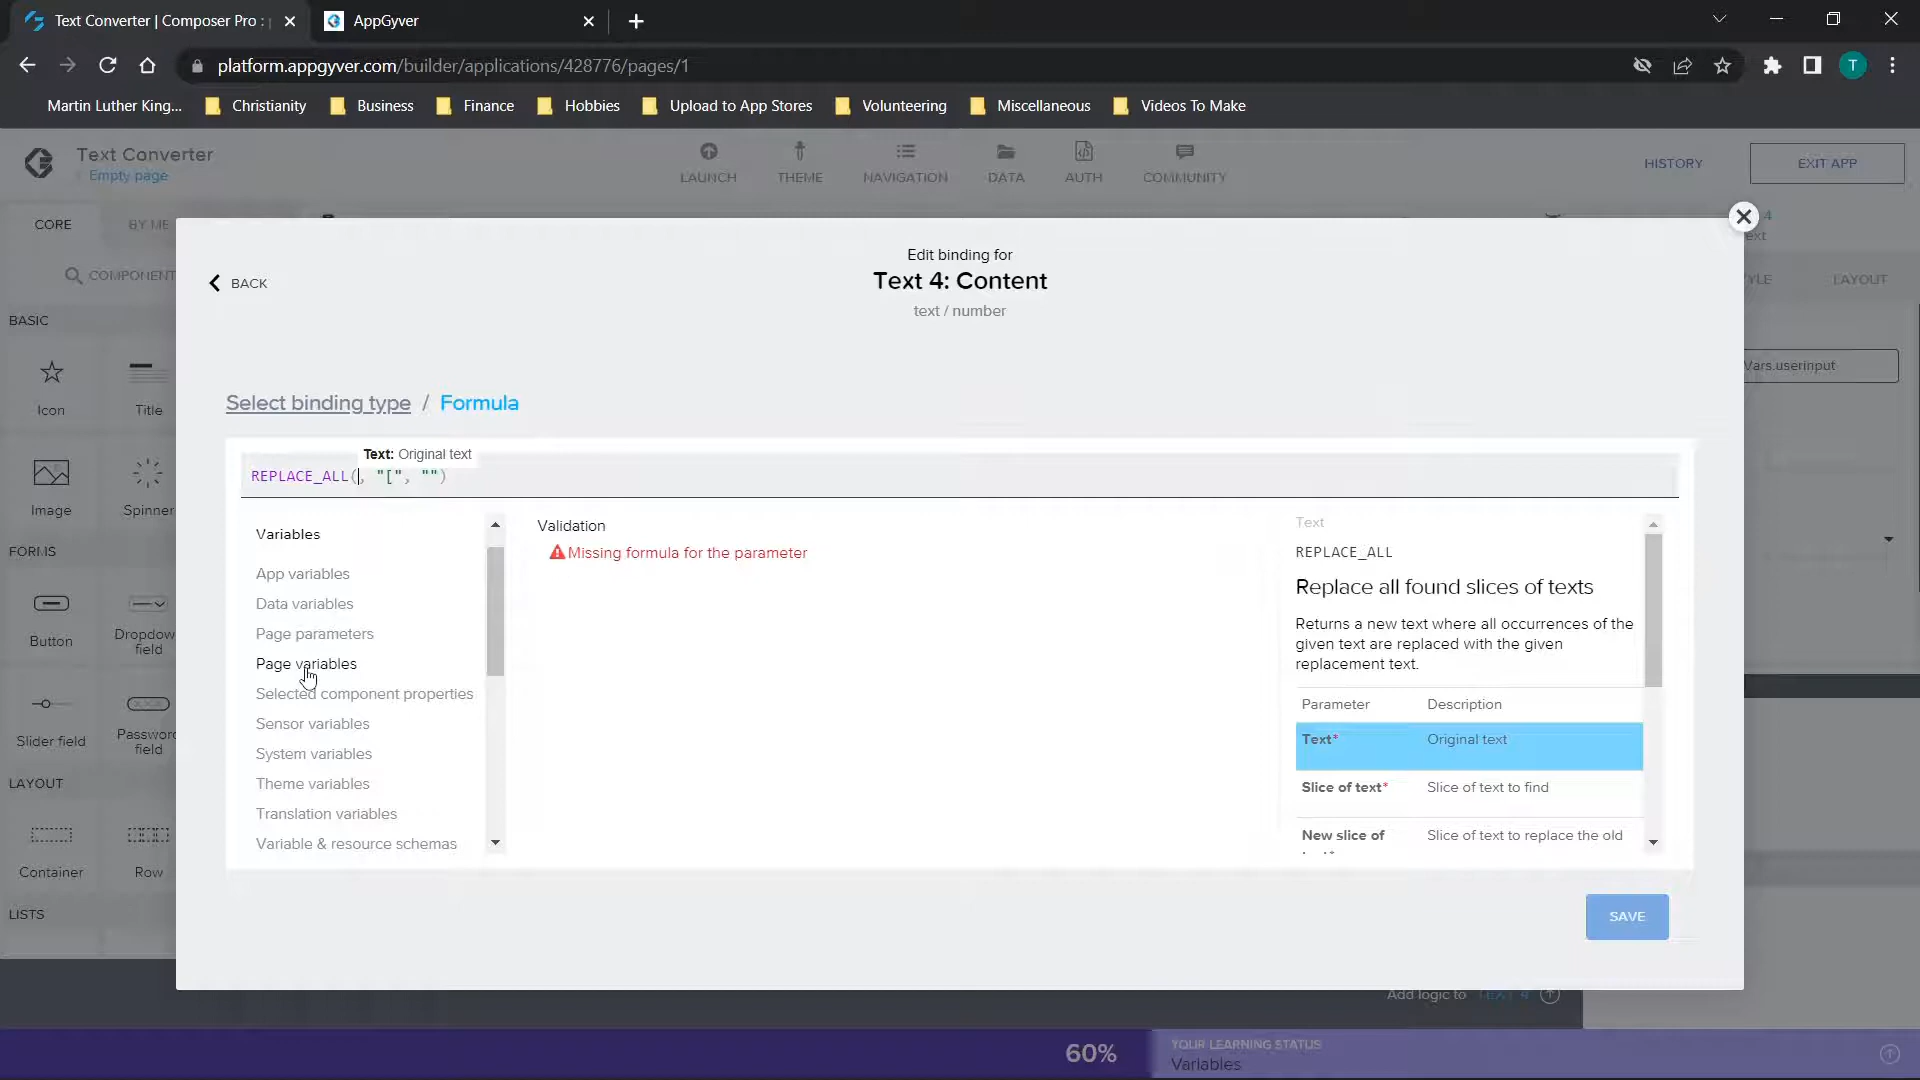 Text Converter | Composer Pro :
AppGyver
platform.appgyver.com/builder/applications/428776/pages/1
T
Martin Luther King...
Christianity
Business
Finance
Hobbies
Upload to App Stores
Volunteering
Miscellaneous
Videos To Make
Text Converter
Empty page
LAUNCH
THEME
NAVIGATION
DATA
AUTH
COMMUNITY
HISTORY
EXIT APP
CORE
BY ME
COMPONENT
BASIC
Icon
Title
Image
Spinner
FORMS
Button
Dropdow
field
Slider field
Passwor
field
LAYOUT
Container
Row
LISTS
BACK
Edit binding for
Text 4: Content
text / number
Select binding type / Formula
Text: Original text
REPLACE_ALL(, "[", "")
Variables
App variables
Data variables
Page parameters
Page variables
Selected component properties
Sensor variables
System variables
Theme variables
Translation variables
Variable & resource schemas
Validation
Missing formula for the parameter
Text
REPLACE_ALL
Replace all found slices of texts
Returns a new text where all occurrences of the
given text are replaced with the given
replacement text.
Parameter Description
Text* Original text
Slice of text* Slice of text to find
New slice of Slice of text to replace the old
SAVE
4
ext
YLE
LAYOUT
Vars.userinput
Add logic to TEXT 4
60%
YOUR LEARNING STATUS
Variables